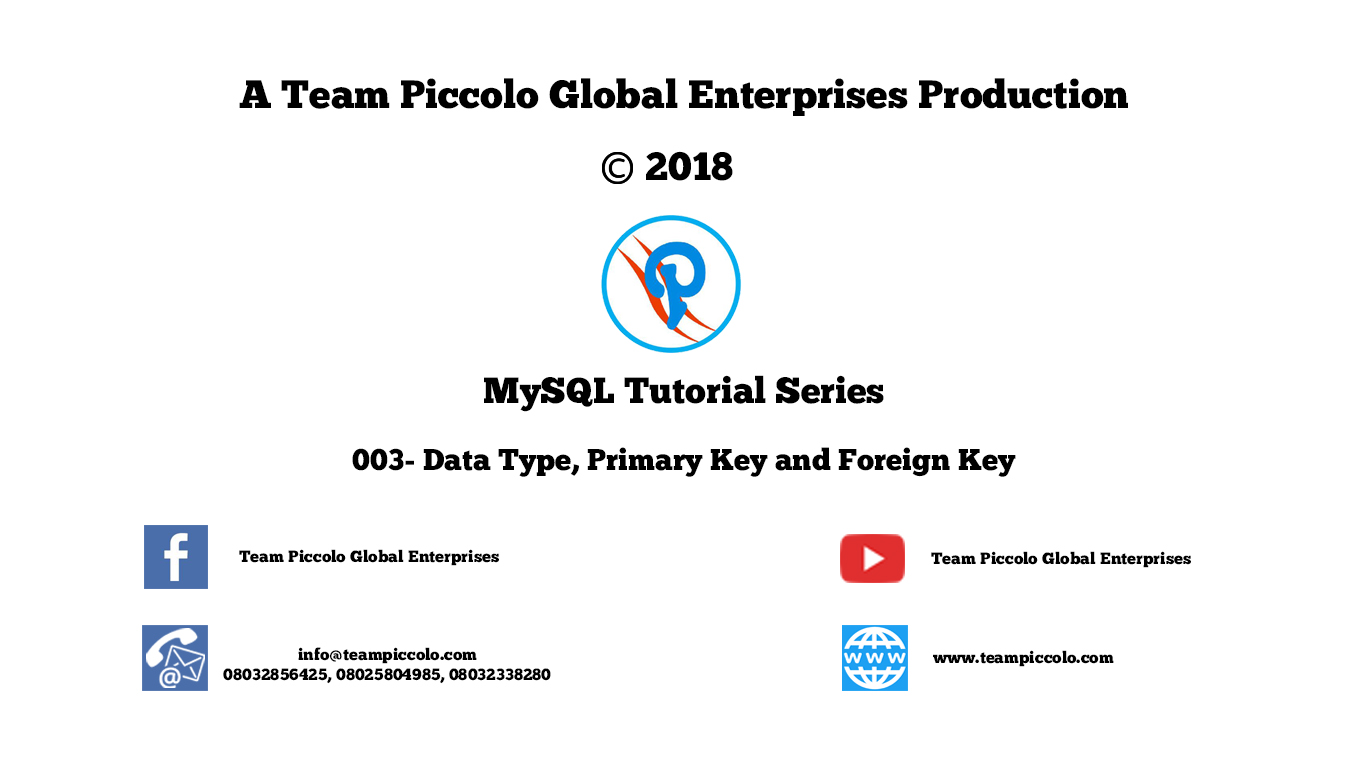 A Team Piccolo Global Enterprises Production
© 2018
P
MySQL Tutorial Series
003- Data Type, Primary Key and Foreign Key
f
Team Piccolo Global Enterprises
Team Piccolo Global Enterprises
@
info@teampiccolo.com
08032856425, 08025804985, 08032338280
WWW
www.teampiccolo.com